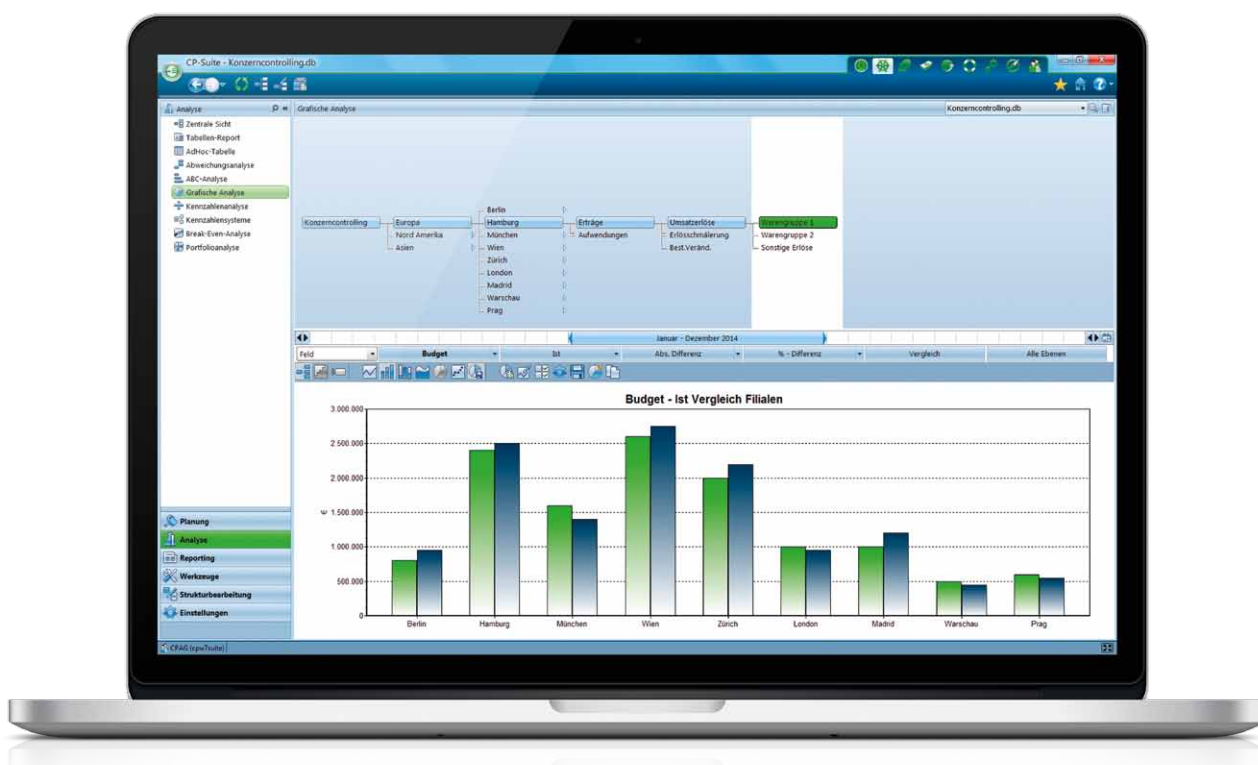 CP-Suite - Konzerncontrolling.db
Analyse
Grafische Analyse
Konzerncontrolling.db
Zentrale Sicht
Tabellen-Report
AdHoc-Tabelle
Abweichungsanalyse
ABC-Analyse
Grafische Analyse
Kennzahlenanalyse
Kennzahlensysteme
Break-Even-Analyse
Portfolioanalyse
Berlin
Konzerncontrolling Europa Hamburg Erträge Umsatzerlöse Warengruppe 1
Nord Amerika München Aufwendungen Erlösschmälerung Warengruppe 2
Asien Wien Best.Veränd. Sonstige Erlöse
Zürich
London
Madrid
Warschau
Prag
Januar - Dezember 2014
Feld Budget Ist Abs. Differenz % - Differenz Vergleich Alle Ebenen
Budget - Ist Vergleich Filialen
3.000.000
2.500.000
2.000.000
€ 1.500.000
1.000.000
500.000
0
Berlin Hamburg München Wien Zürich London Madrid Warschau Prag
Planung
Analyse
Reporting
Werkzeuge
Strukturbearbeitung
Einstellungen
CPAG (cpw7suite)